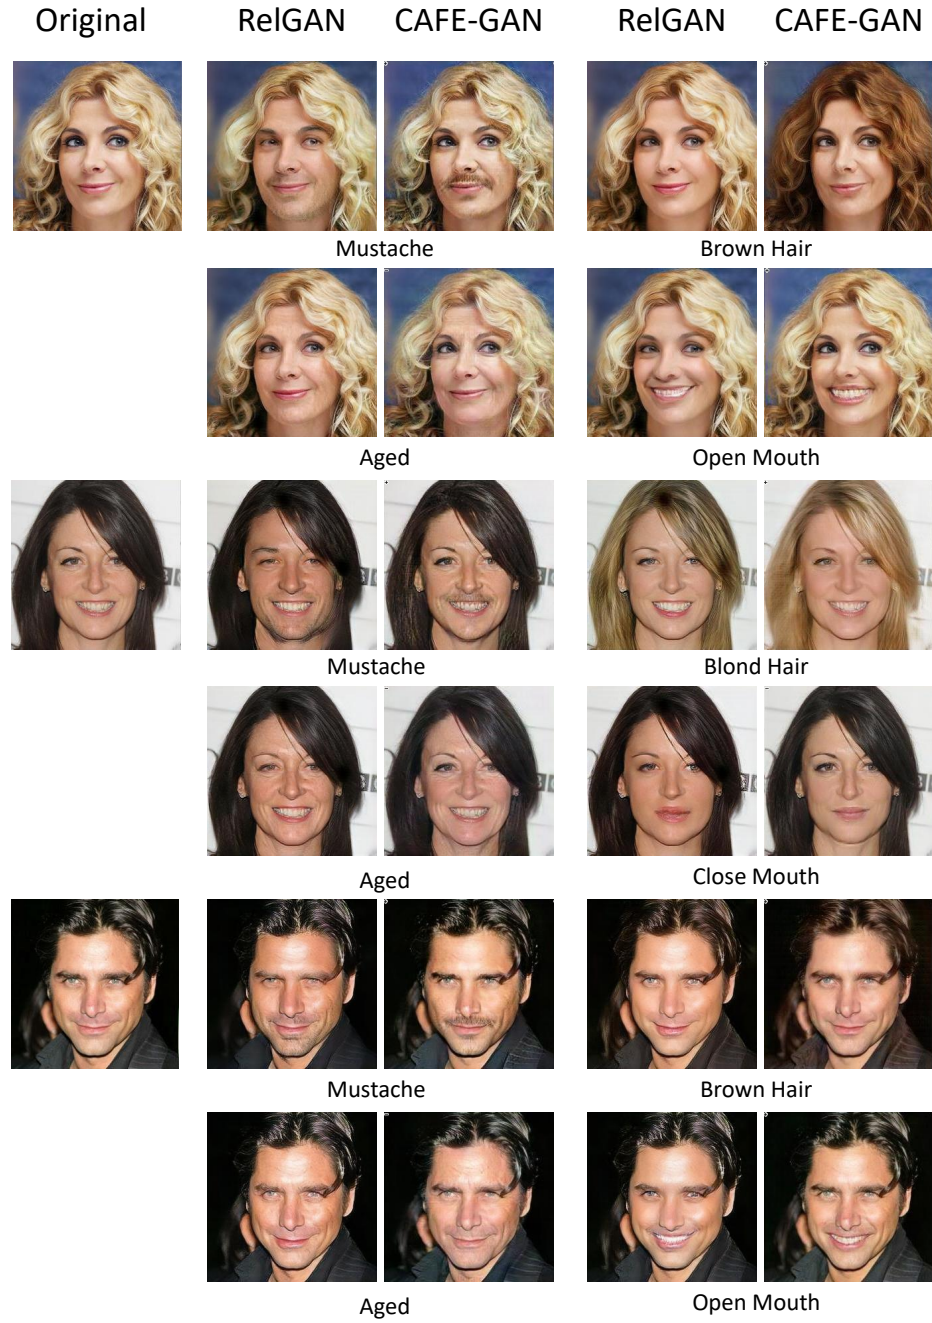 Original RelGAN CAFE-GAN RelGAN CAFE-GAN
Mustache Brown Hair
Aged Open Mouth
Mustache Blond Hair
Aged Close Mouth
Mustache Brown Hair
Aged Open Mouth